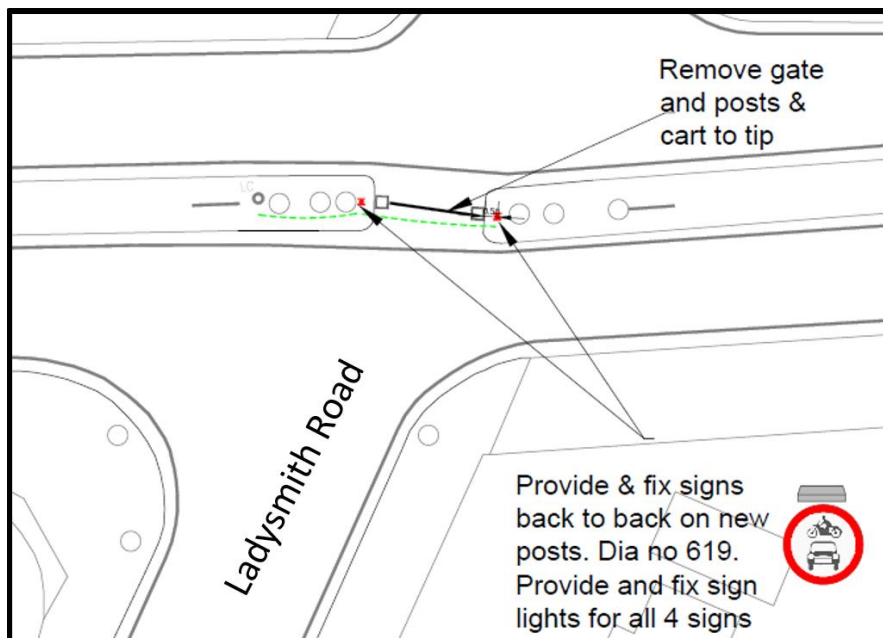 Remove gate
and posts &
cart to tip
LC
Ladysmith Road
Provide & fix signs
back to back on new
posts. Dia no 619.
Provide and fix sign
lights for all 4 signs